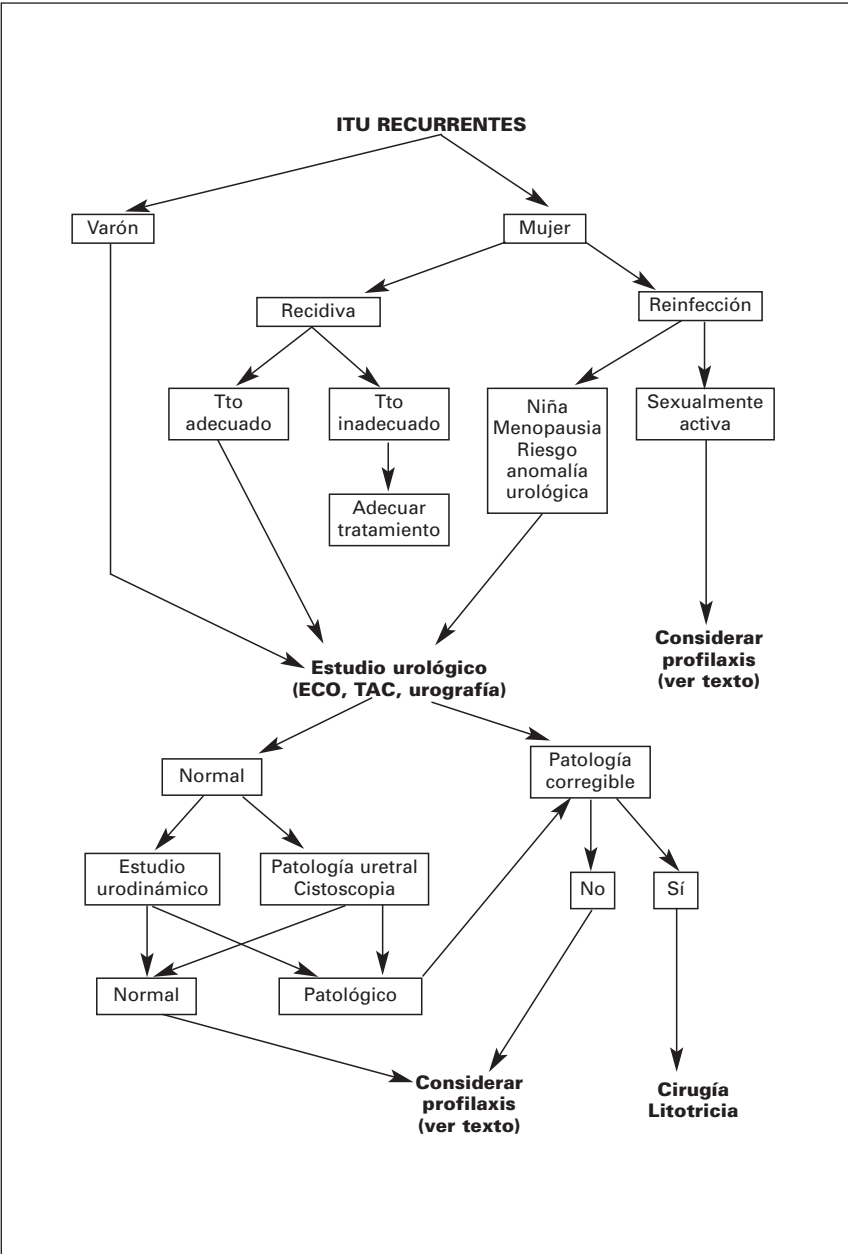 ITU RECURRENTES
Varón
Mujer
Recidiva
Reinfección
Tto
adecuado
Tto
inadecuado
Niña
Menopausia
Riesgo
anomalía
urológica
Sexualmente
activa
Adecuar
tratamiento
Considerar
profilaxis
(ver texto)
Estudio urológico
(ECO, TAC, urografía)
Normal
Patología
corregible
Estudio
urodinámico
Patología uretral
Cistoscopia
No
Sí
Normal
Patológico
Considerar
profilaxis
(ver texto)
Cirugía
Litotricia